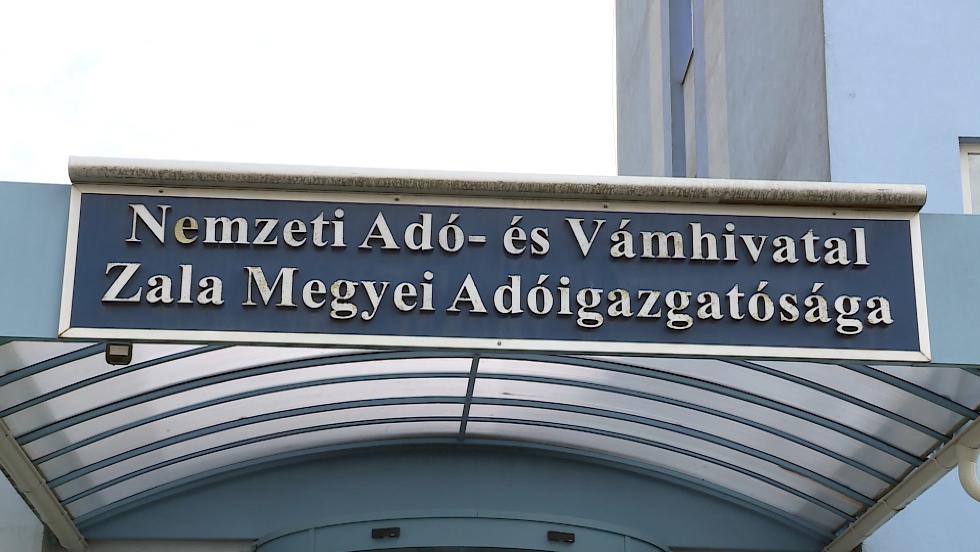 Nemzeti Adó- és Vámhivatal
Zala Megyei Adóigazgatósága